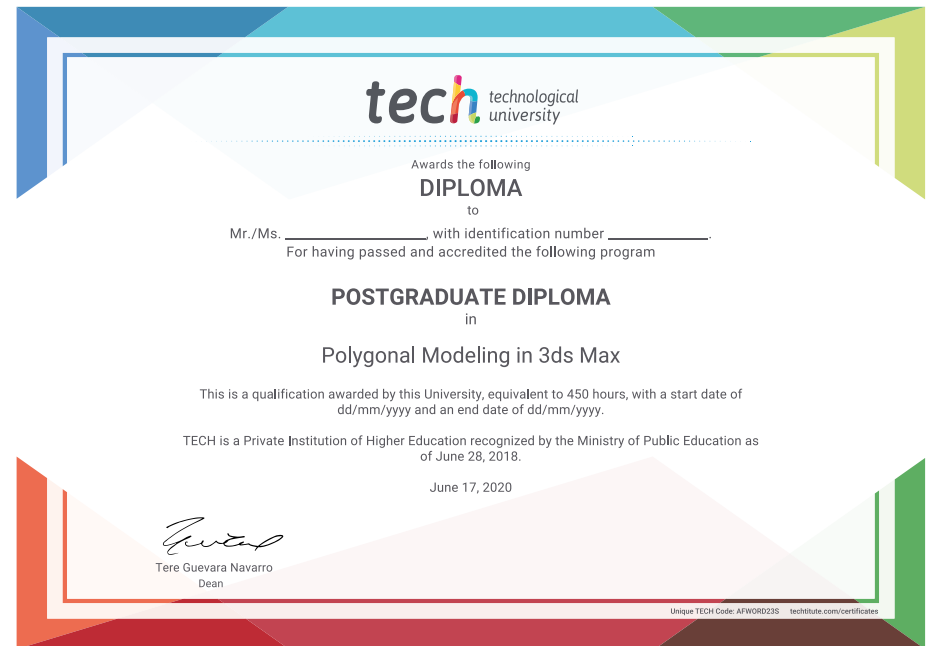 tech technological
university
Awards the following
DIPLOMA
to
Mr./Ms. ____________________, with identification number ______________.
For having passed and accredited the following program
POSTGRADUATE DIPLOMA
in
Polygonal Modeling in 3ds Max
This is a qualification awarded by this University, equivalent to 450 hours, with a start date of
dd/mm/yyyy and an end date of dd/mm/yyyy.
TECH is a Private Institution of Higher Education recognized by the Ministry of Public Education as
of June 28, 2018.
June 17, 2020
Tere Guevara Navarro
Dean
Unique TECH Code: AFWORD23S techtitute.com/certificates